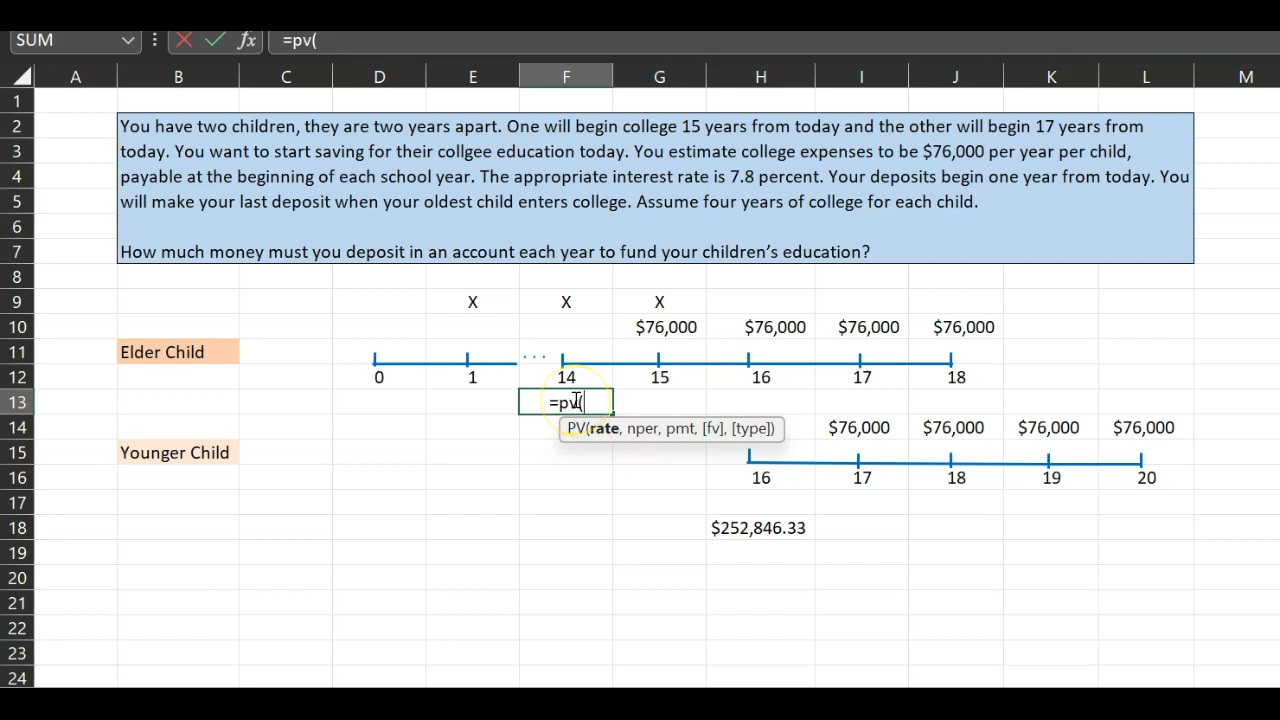 SUM
=pv(
A B C D E F G H I J K L M
1
2 You have two children, they are two years apart. One will begin college 15 years from today and the other will begin 17 years from
3 today. You want to start saving for their collgee education today. You estimate college expenses to be $76,000 per year per child,
4 payable at the beginning of each school year. The appropriate interest rate is 7.8 percent. Your deposits begin one year from today. You
5 will make your last deposit when your oldest child enters college. Assume four years of college for each child.
6
7 How much money must you deposit in an account each year to fund your children’s education?
8
9 X X X
10 $76,000 $76,000 $76,000 $76,000
11 Elder Child ...
12 0 1 14 15 16 17 18
13 =pv(
PV(rate, nper, pmt, [fv], [type])
14 $76,000 $76,000 $76,000 $76,000
15 Younger Child
16 16 17 18 19 20
17
18 $252,846.33
19
20
21
22
23
24